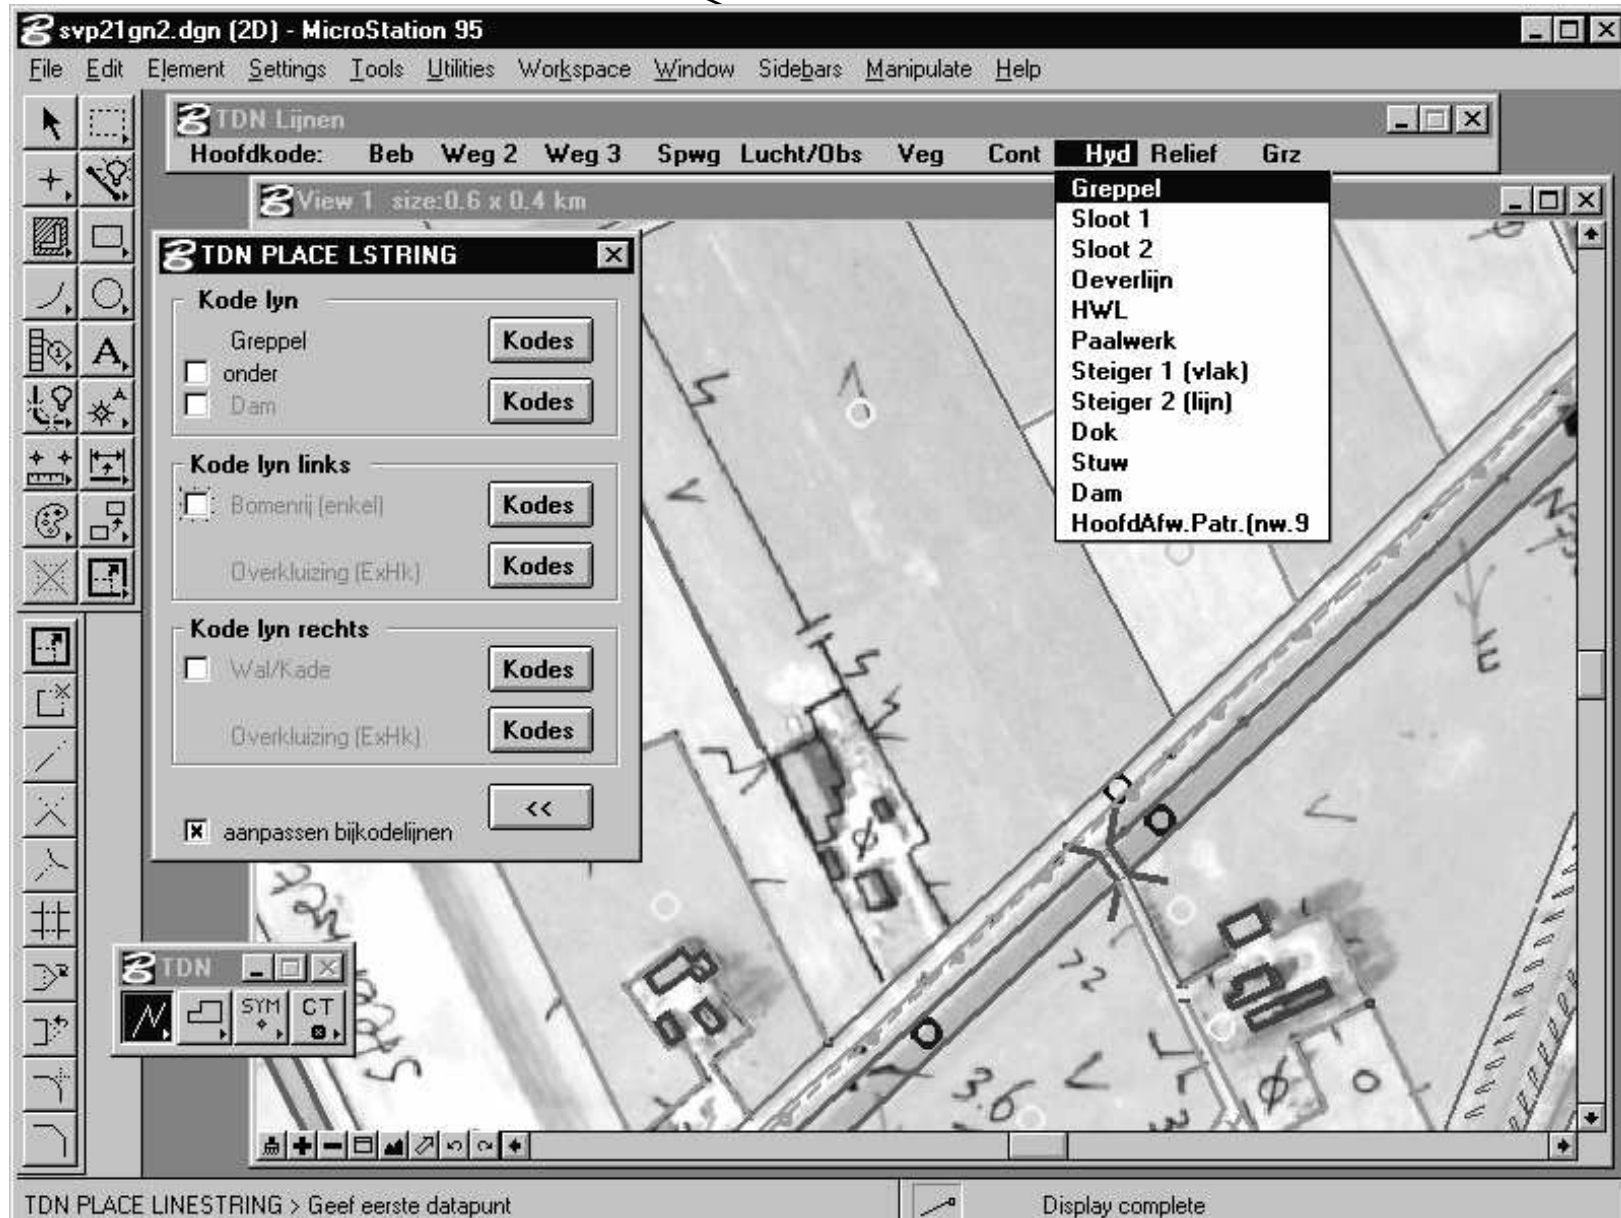 svp21gn2.dgn (2D) - MicroStation 95
File Edit Element Settings Tools Utilities Workspace Window Sidebars Manipulate Help
TDN Lijnen
Hoofdkode: Beb Weg 2 Weg 3 Spwg Lucht/Obs Veg Cont Hyd Relief Grz
View 1 size:0.6 x 0.4 km
Greppel
Sloot 1
Sloot 2
Oeverlijn
HWL
Paalwerk
Steiger 1 (vlak)
Steiger 2 (lijn)
Dok
Stuw
Dam
HoofdAfw.Patr.(nw.9
TDN PLACE LSTRING
Kode lyn
Greppel Kodes
onder
Dam Kodes
Kode lyn links
Bomenrij (enkel) Kodes
Overkluizing (ExHk) Kodes
Kode lyn rechts
Wal/Kade Kodes
Overkluizing (ExHk) Kodes
<<
aanpassen bijkodelijnen
TDN
SYM CT
A
A
1
72
3.6
TDN PLACE LINESTRING > Geef eerste datapunt
Display complete